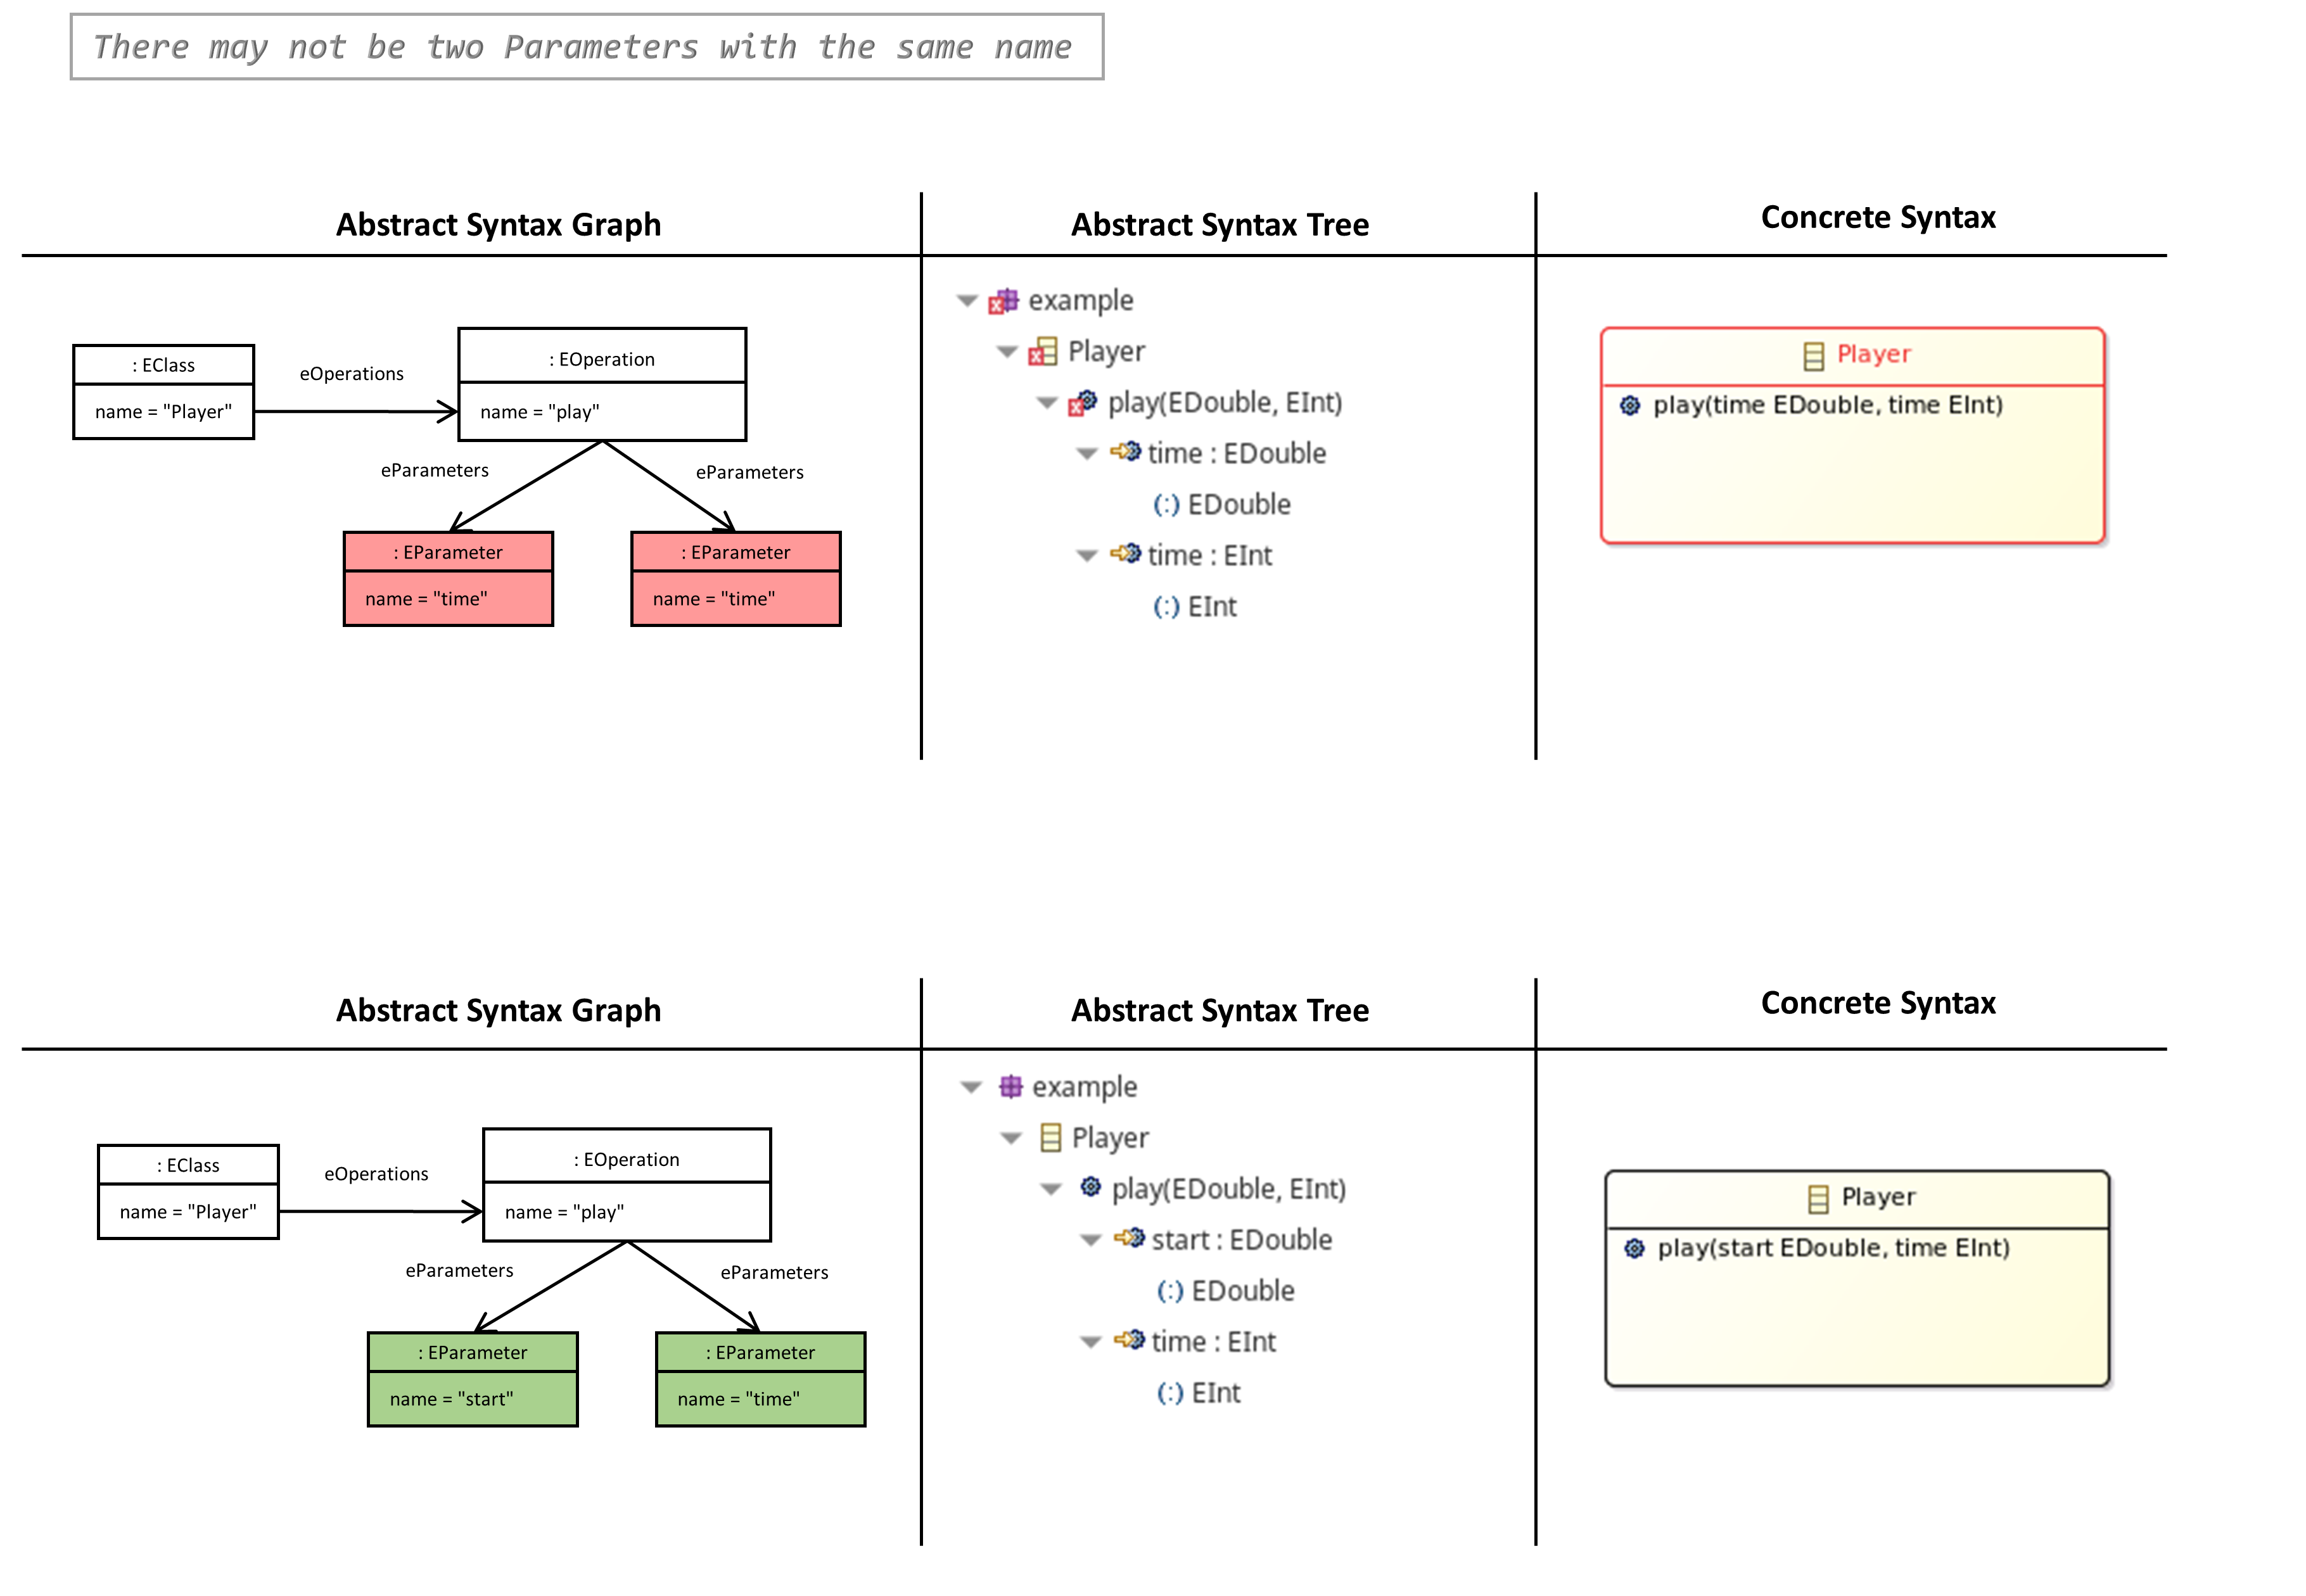 There may not be two Parameters with the same name
Abstract Syntax Graph
Abstract Syntax Tree
Concrete Syntax
: EClass
name = "Player"
eOperations
: EOperation
name = "play"
eParameters
eParameters
: EParameter
name = "time"
: EParameter
name = "time"
example
Player
play(EDouble, EInt)
time : EDouble
(:) EDouble
time : EInt
(:) EInt
Player
play(time EDouble, time EInt)
Abstract Syntax Graph
Abstract Syntax Tree
Concrete Syntax
: EClass
name = "Player"
eOperations
: EOperation
name = "play"
eParameters
eParameters
: EParameter
name = "start"
: EParameter
name = "time"
example
Player
play(EDouble, EInt)
start : EDouble
(:) EDouble
time : EInt
(:) EInt
Player
play(start EDouble, time EInt)